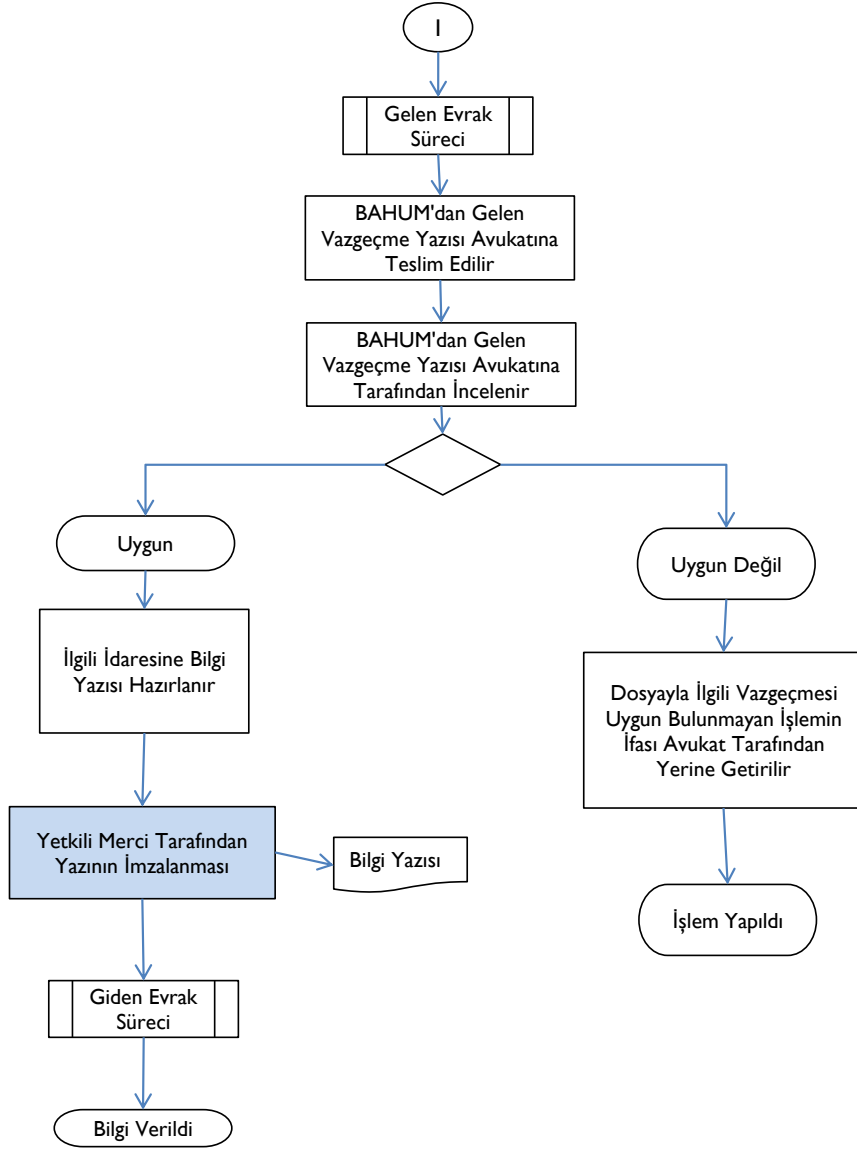 1
Gelen Evrak
Süreci
BAHUM'dan Gelen
Vazgeçme Yazısı Avukatına
Teslim Edilir
BAHUM'dan Gelen
Vazgeçme Yazısı Avukatına
Tarafından İncelenir
Uygun
Uygun Değil
İlgili İdaresine Bilgi
Yazısı Hazırlanır
Dosyayla İlgili Vazgeçmesi
Uygun Bulunmayan İşlemin
İfası Avukat Tarafından
Yerine Getirilir
Yetkili Merci Tarafından
Yazının İmzalanması
Bilgi Yazısı
İşlem Yapıldı
Giden Evrak
Süreci
Bilgi Verildi